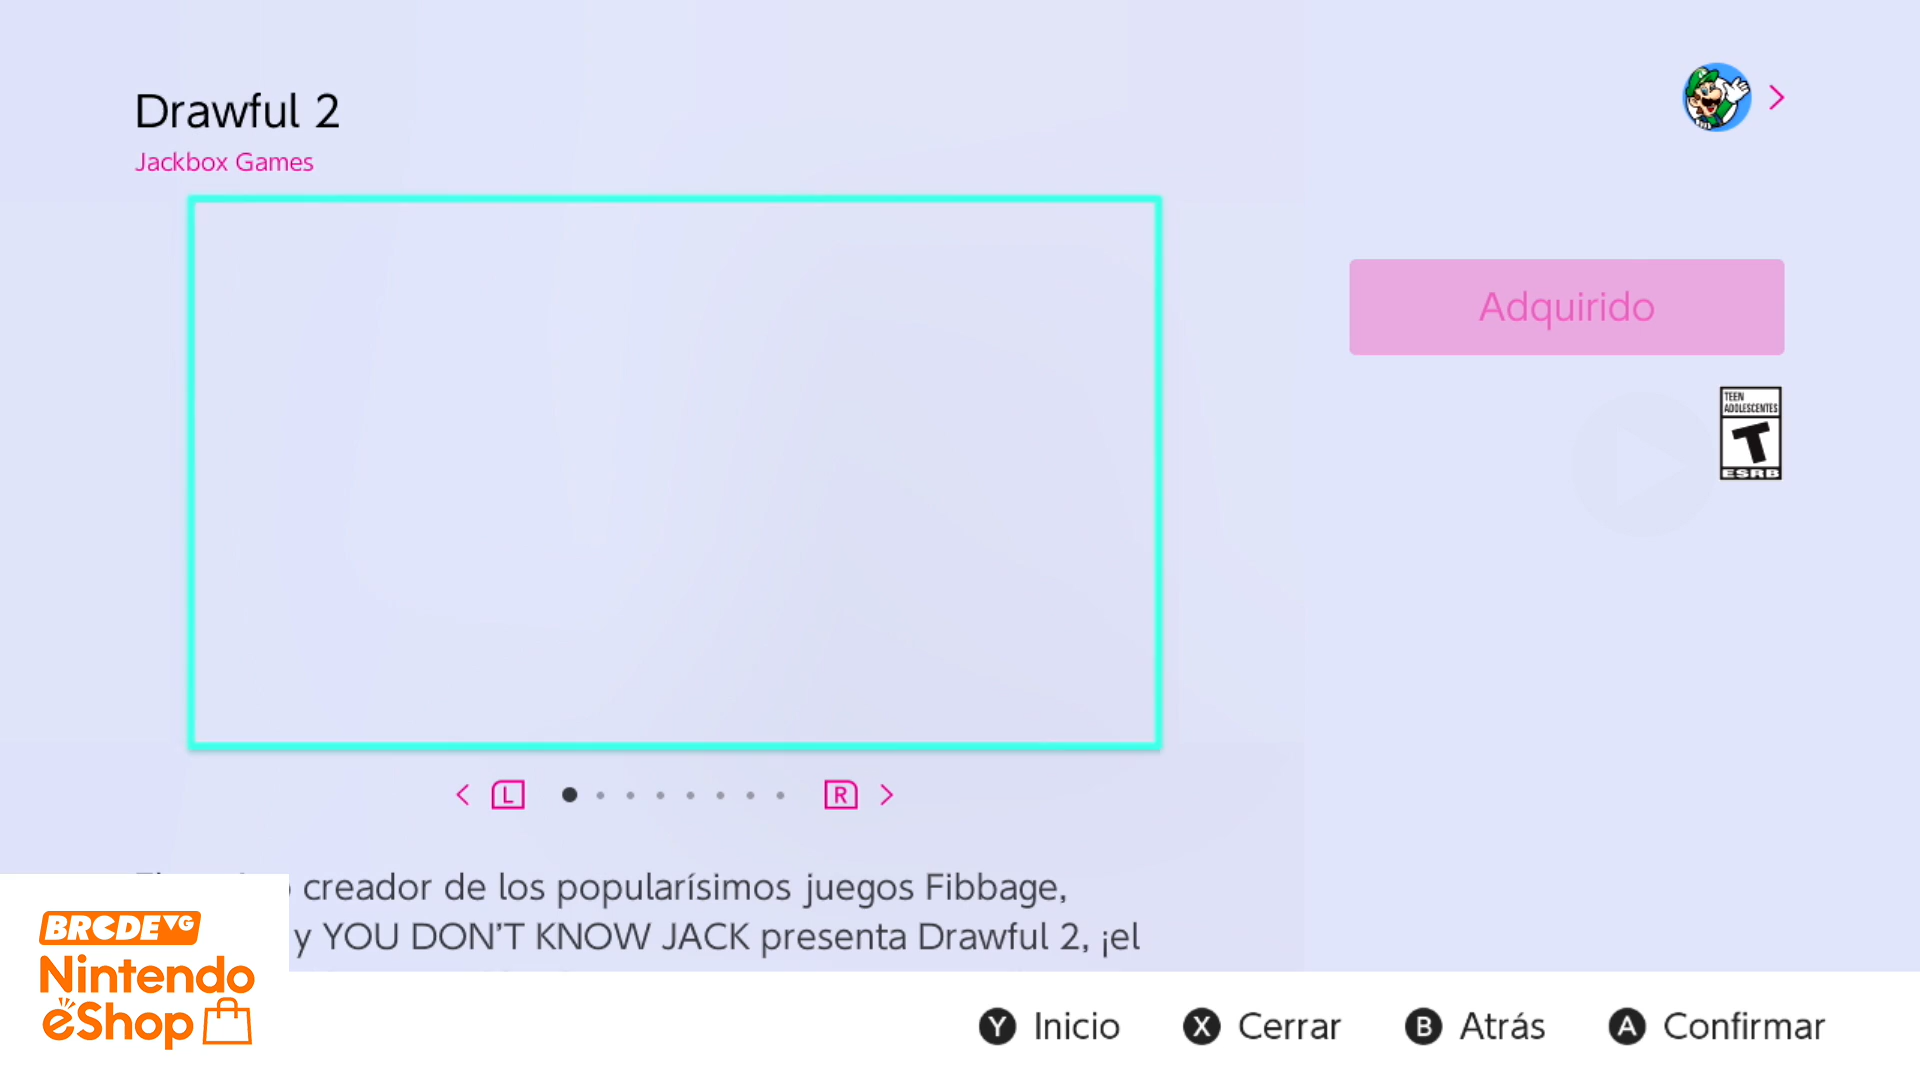 Drawful 2
Jackbox Games
Adquirido
TEEN
ADOLESCENTES
T
ESRB
L
R
creador de los popularísimos juegos Fibbage,
y YOU DON'T KNOW JACK presenta Drawful 2, ¡el
BRCDEVG
Nintendo
eShop
Y Inicio
X Cerrar
B Atrás
A Confirmar